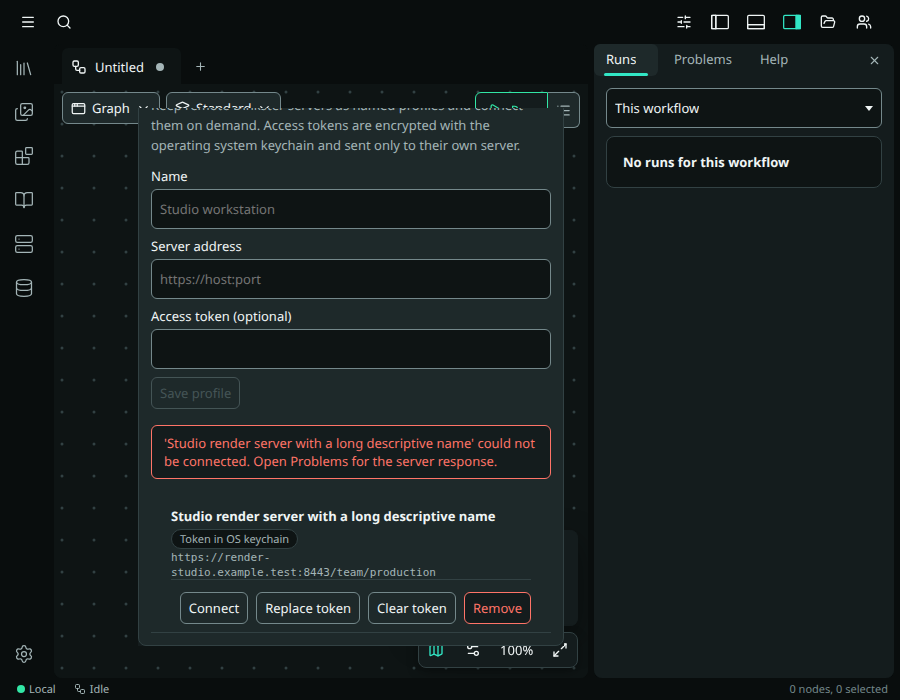 Untitled
Runs
Problems
Help
Graph
Standard
This workflow
them on demand. Access tokens are encrypted with the
operating system keychain and sent only to their own server.
No runs for this workflow
Name
Studio workstation
Server address
https://host:port
Access token (optional)
Save profile
'Studio render server with a long descriptive name' could not
be connected. Open Problems for the server response.
Studio render server with a long descriptive name
Token in OS keychain
https://render-
studio.example.test:8443/team/production
Connect
Replace token
Clear token
Remove
100%
Local
Idle
0 nodes, 0 selected